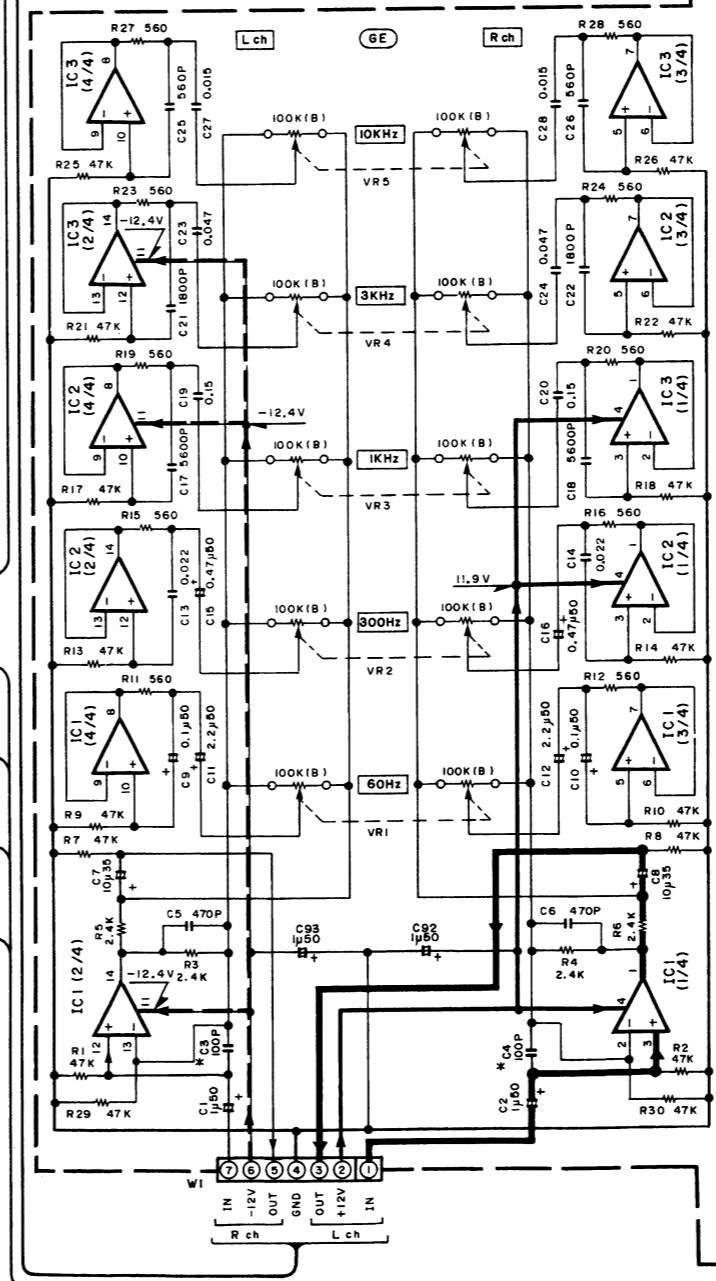 L ch
GE
R ch
R27 560
IC3 (4/4)
8
9
10
560P
C25
0.015
C27
R25 47K
100K(B)
10KHz
100K(B)
VR5
R28 560
IC3 (3/4)
7
5
6
0.015
C28
560P
C26
R26 47K
R23 560
-12.4V
IC3 (2/4)
14
11
13
12
C23
0.047
1800P
C21
R21 47K
100K(B)
3KHz
100K(B)
VR4
R24 560
IC2 (3/4)
7
5
6
0.047
C24
1800P
C22
R22 47K
R19 560
IC2 (4/4)
8
11
9
10
C19
0.15
C17 5600P
R17 47K
-12.4V
100K(B)
1KHz
100K(B)
VR3
R20 560
IC3 (1/4)
1
4
3
2
C20 0.15
C18 5600P
R18 47K
R15 560
IC2 (2/4)
14
13
12
0.022
C13
+
0.47μ50
C15
R13 47K
11.9V
100K(B)
300Hz
100K(B)
VR2
R16 560
IC2 (1/4)
1
4
3
2
C14
0.022
+
C16
0.47μ50
R14 47K
R11 560
IC1 (4/4)
8
9
10
0.1μ50
C9
+
2.2μ50
C11
+
R9 47K
100K(B)
60Hz
100K(B)
VR1
R12 560
IC1 (3/4)
7
5
6
2.2μ50
C12
+
0.1μ50
C10
+
R10 47K
R7 47K
R8 47K
C7
10μ35
+
R5
2.4K
C5 470P
R3
2.4K
C93
1μ50
+
C92
1μ50
+
C6 470P
R4
2.4K
C8
10μ35
+
R6
2.4K
IC1 (2/4)
14
-12.4V
11
12
13
IC1 (1/4)
1
4
2
3
R1
47K
* C3
100P
R29 47K
C1
1μ50
+
* C4
100P
C2
1μ50
+
R2
47K
R30 47K
W1
7 6 5 4 3 2 1
IN -12V OUT GND OUT +12V IN
R ch L ch